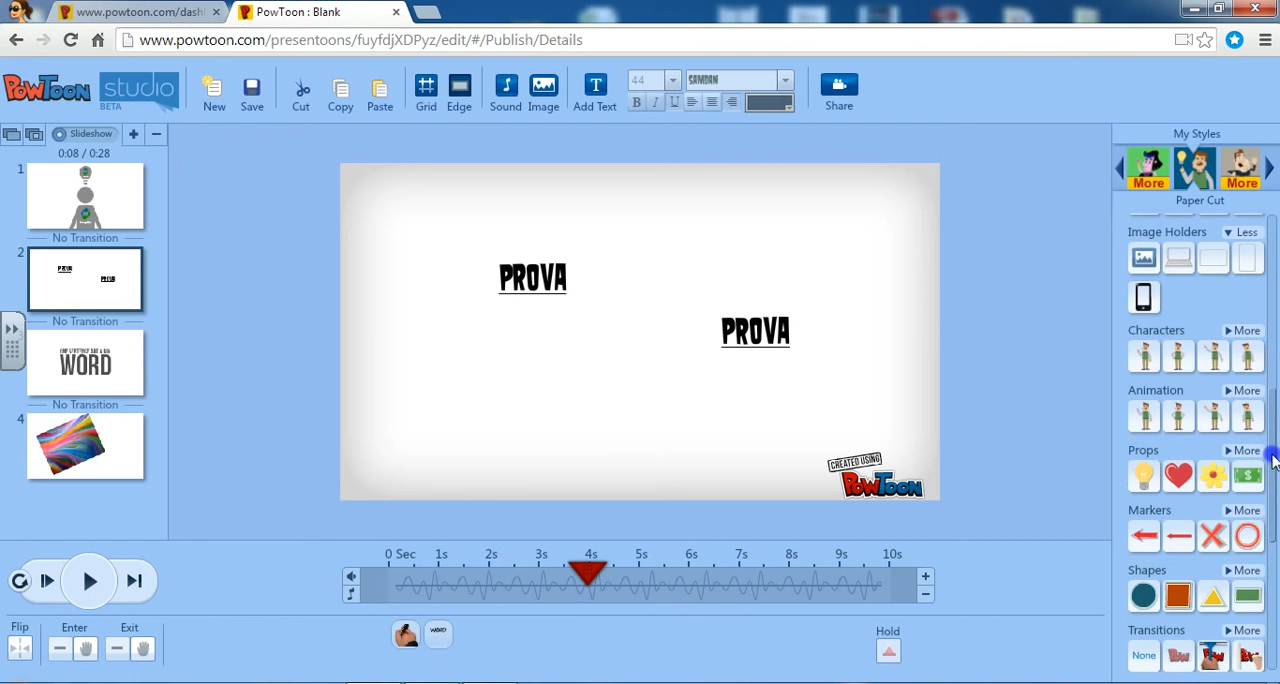 www.powtoon.com/dash
PowToon : Blank
www.powtoon.com/presentoons/fuyfdjXDPyz/edit/#/Publish/Details
POWTOON studio
BETA
New
Save
Cut
Copy
Paste
Grid
Edge
Sound
Image
Add Text
44
SAMDAN
B I U
Share
Slideshow
0:08 / 0:28
1
No Transition
2
PROVA
PROVA
No Transition
WORD
No Transition
4
PROVA
PROVA
CREATED USING
POWTOON
My Styles
More
More
Paper Cut
Image Holders
Less
Characters
More
Animation
More
Props
More
Markers
More
Shapes
More
Transitions
More
None
0 Sec 1s 2s 3s 4s 5s 6s 7s 8s 9s 10s
WORD
Flip
Enter
Exit
Hold